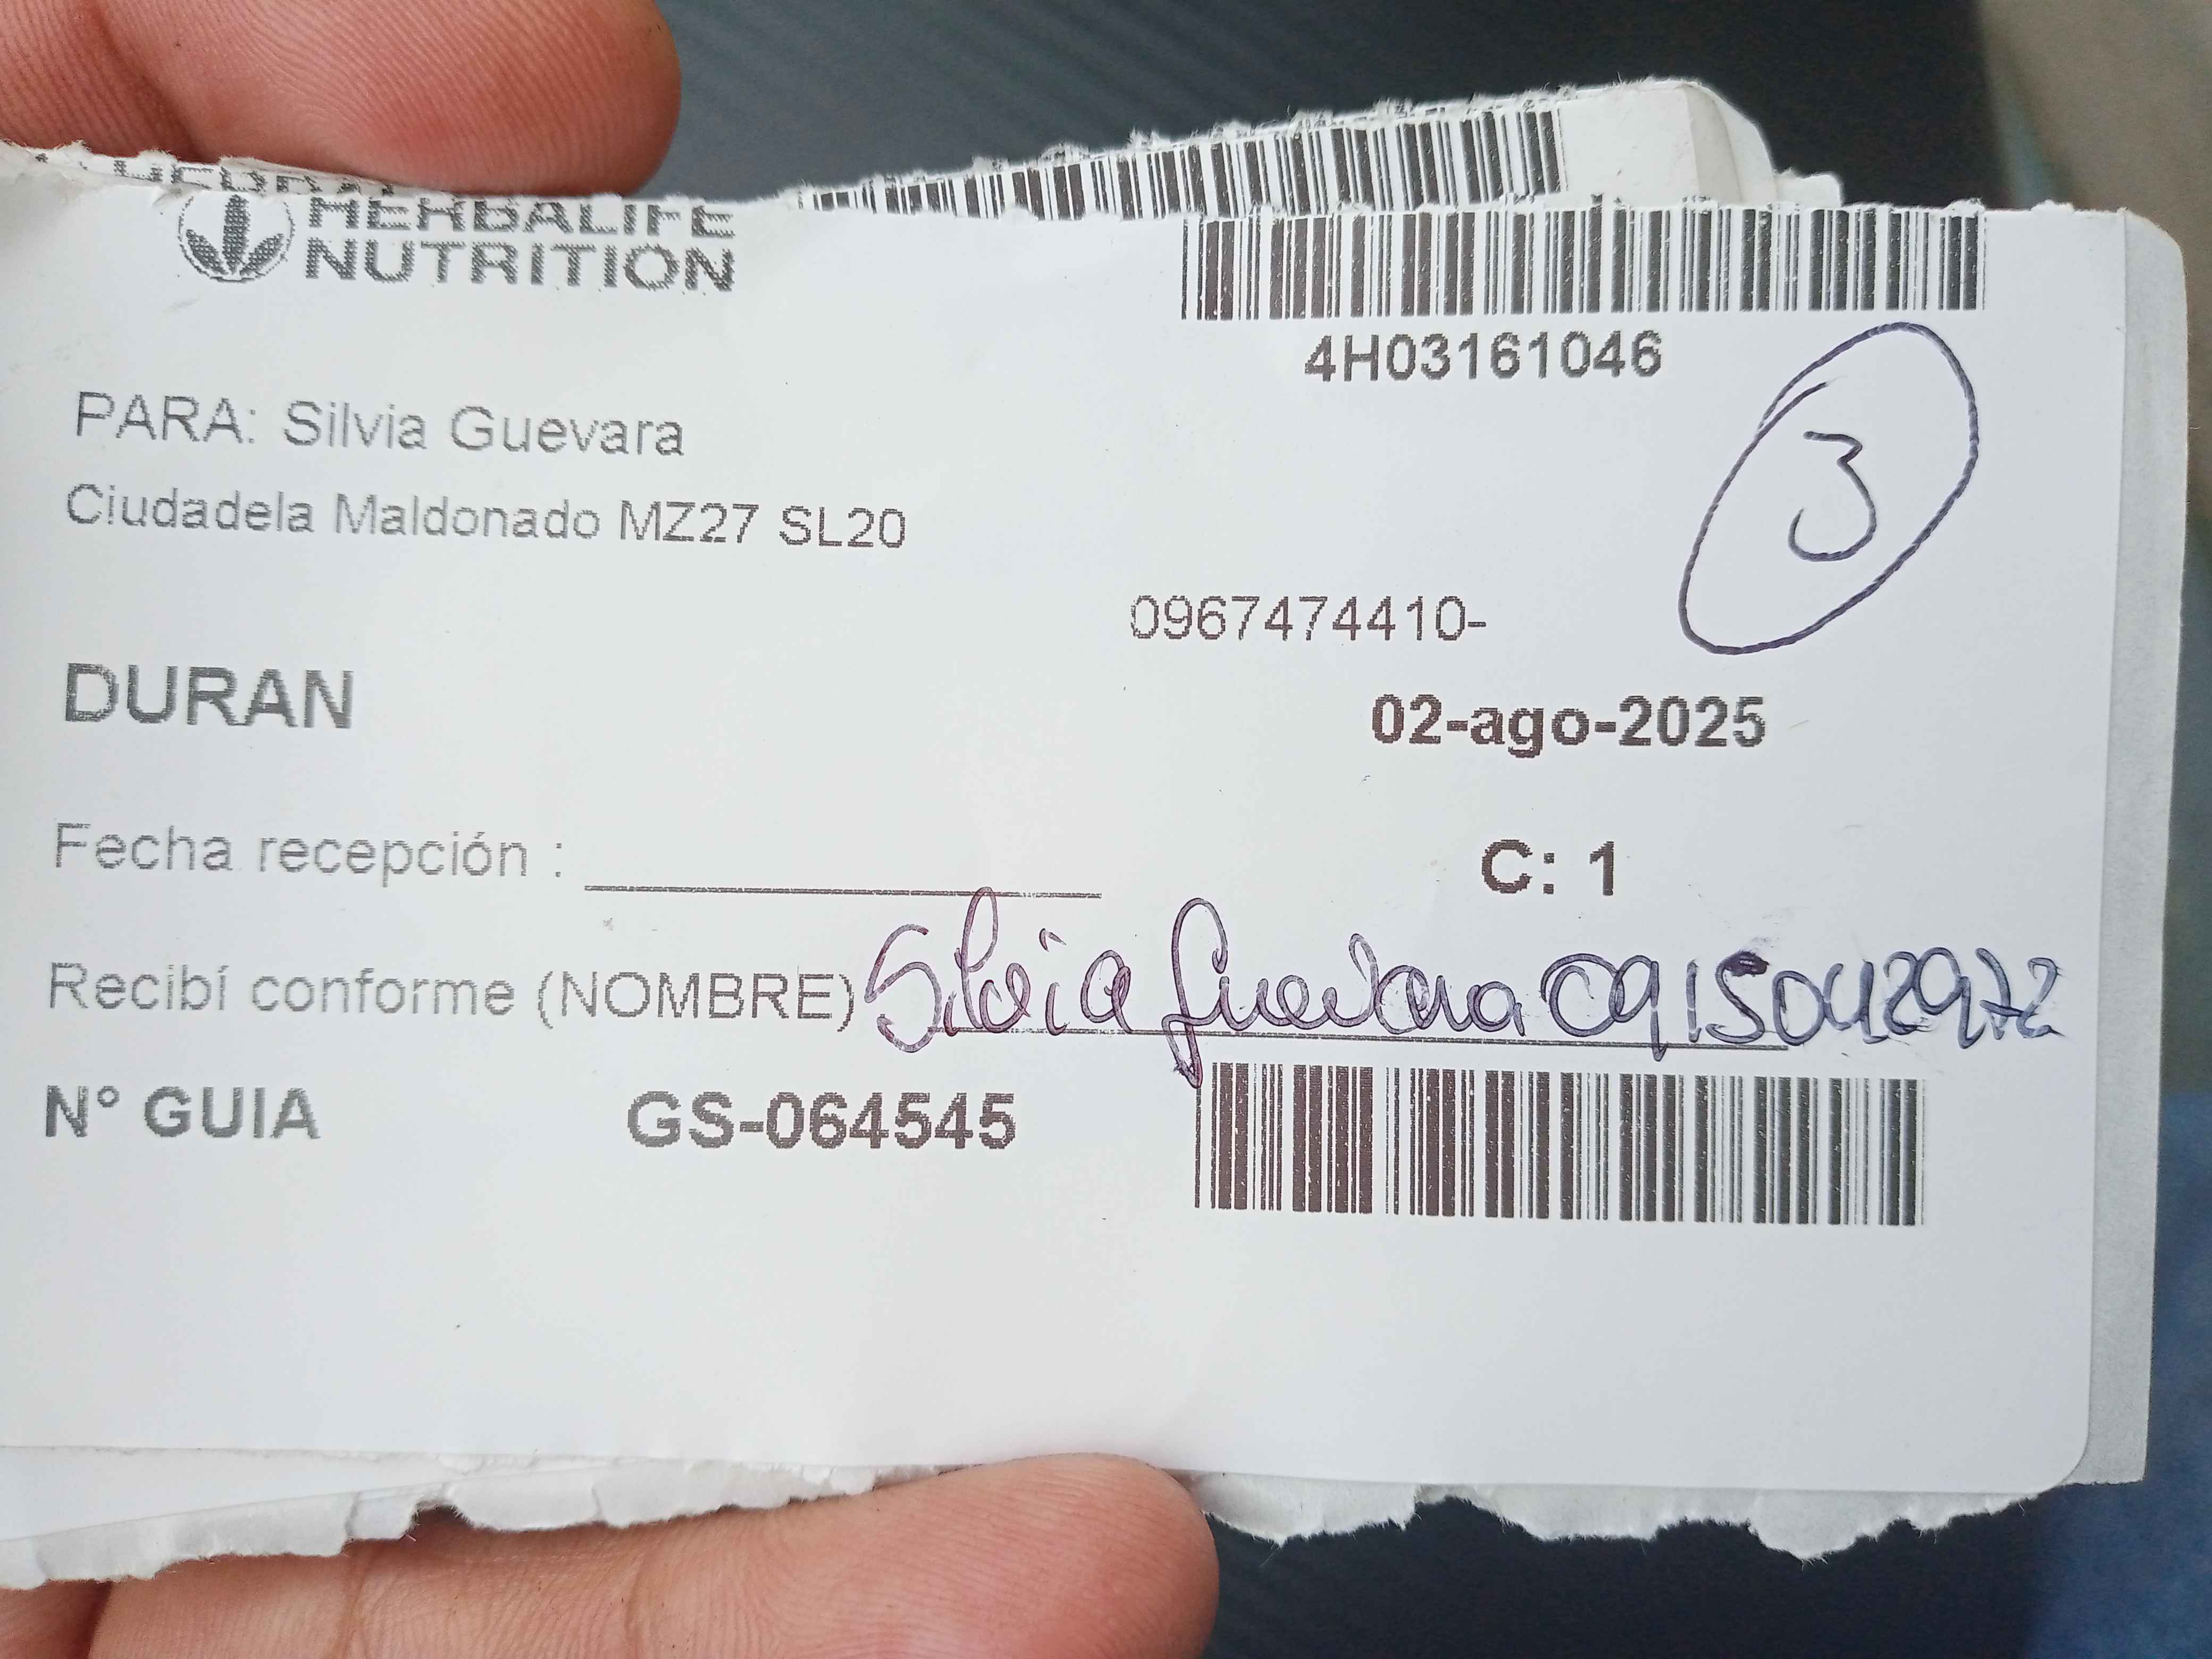 HERBALIFE
NUTRITION
4H03161046
3
PARA: Silvia Guevara
Ciudadela Maldonado MZ27 SL20
0967474410-
DURAN
02-ago-2025
Fecha recepción :
C: 1
Recibí conforme (NOMBRE) Silvia Guevara 0915042972
N° GUIA GS-064545